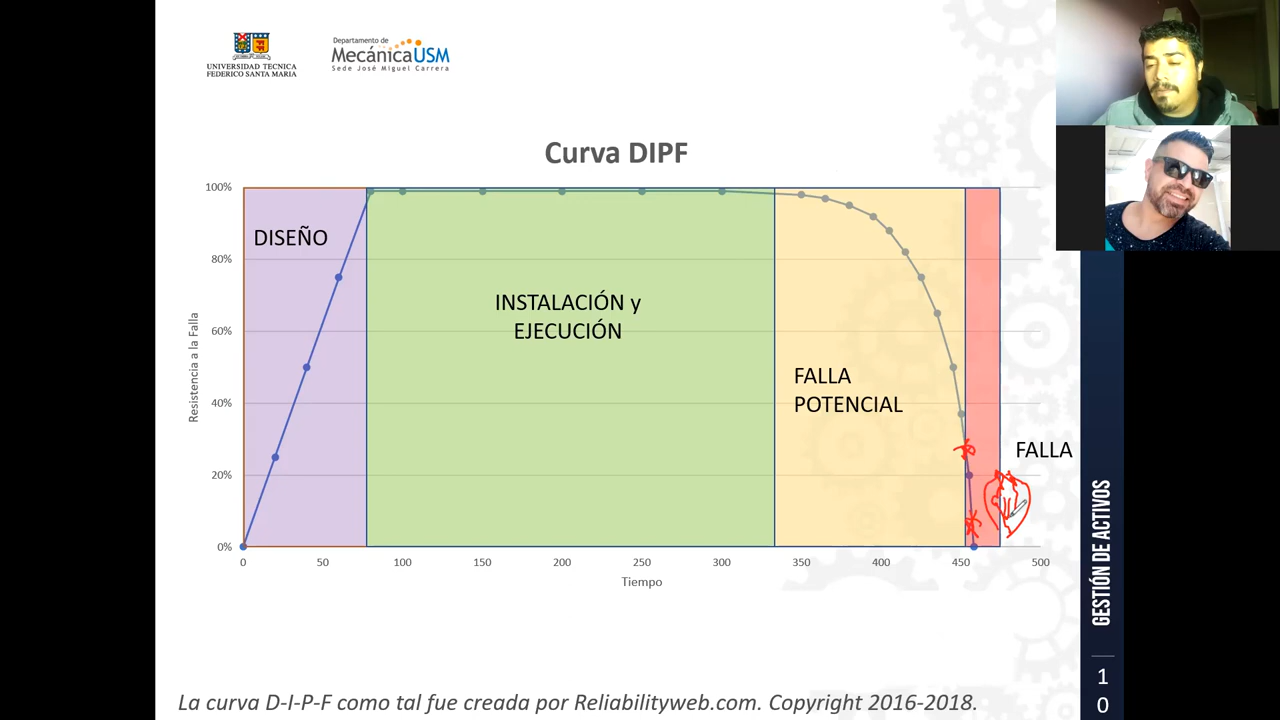 UNIVERSIDAD TECNICA
FEDERICO SANTA MARIA
Departamento de
MecánicaUSM
Sede José Miguel Carrera
Curva DIPF
100%
80%
60%
40%
20%
0%
Resistencia a la Falla
DISEÑO
INSTALACIÓN y
EJECUCIÓN
FALLA
POTENCIAL
FALLA
0
50
100
150
200
250
300
350
400
450
500
Tiempo
GESTIÓN DE ACTIVOS
1
0
La curva D-I-P-F como tal fue creada por Reliabilityweb.com. Copyright 2016-2018.